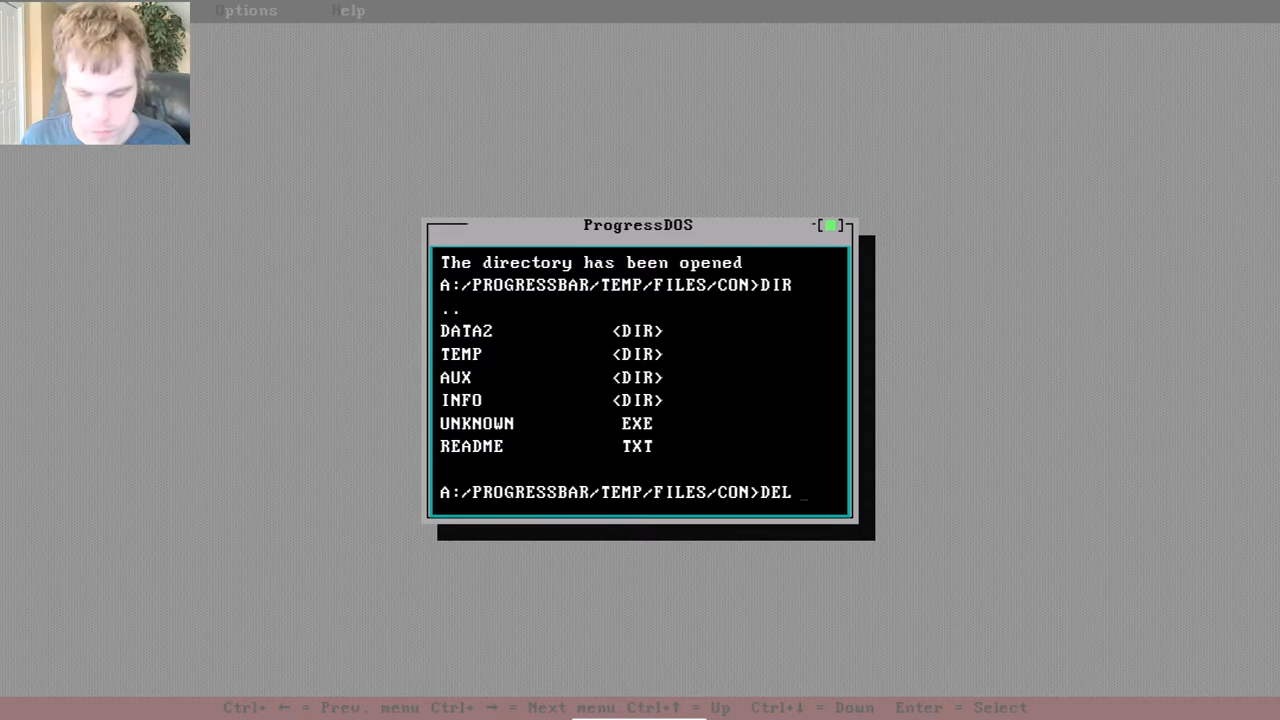 Options Help
ProgressDOS
The directory has been opened
A:/PROGRESSBAR/TEMP/FILES/CON>DIR
..
DATA2 <DIR>
TEMP <DIR>
AUX <DIR>
INFO <DIR>
UNKNOWN EXE
README TXT
A:/PROGRESSBAR/TEMP/FILES/CON>DEL _
Ctrl+ ← = Prev. menu Ctrl+ → = Next menu Ctrl+↑ = Up Ctrl+↓ = Down Enter = Select